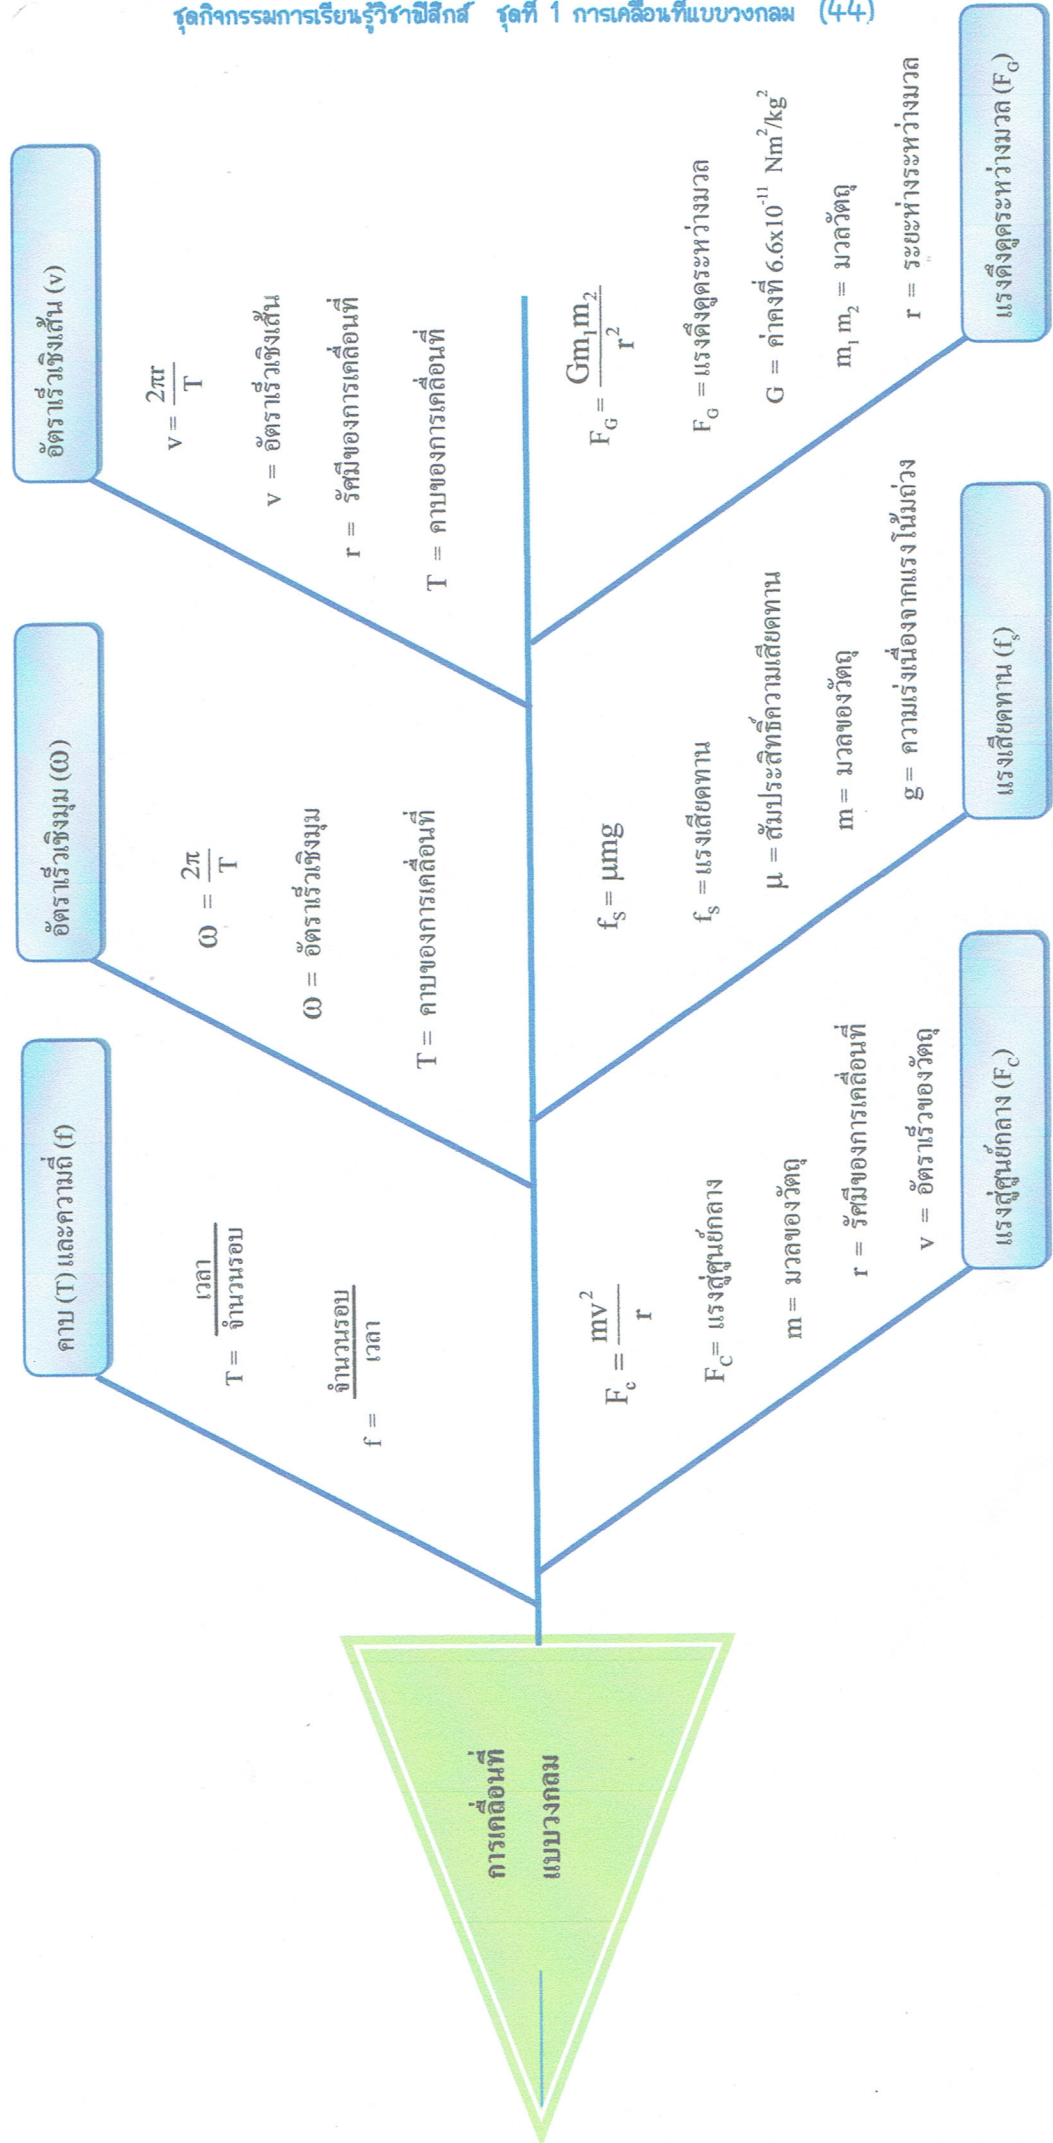 ชุดกิจกรรมการเรียนรู้วิชาฟิสิกส์ ชุดที่ 1 การเคลื่อนที่แบบวงกลม (44)
การเคลื่อนที่
แบบวงกลม
คาบ (T) และความถี่ (f)
T = เวลา / จำนวนรอบ
f = จำนวนรอบ / เวลา
อัตราเร็วเชิงมุม (ω)
ω = 2π / T
ω = อัตราเร็วเชิงมุม
T = คาบของการเคลื่อนที่
อัตราเร็วเชิงเส้น (v)
v = 2πr / T
v = อัตราเร็วเชิงเส้น
r = รัศมีของการเคลื่อนที่
T = คาบของการเคลื่อนที่
F_c = mv² / r
F_C = แรงสู่ศูนย์กลาง
m = มวลของวัตถุ
r = รัศมีของการเคลื่อนที่
v = อัตราเร็วของวัตถุ
แรงสู่ศูนย์กลาง (F_C)
f_s = μmg
f_s = แรงเสียดทาน
μ = สัมประสิทธิ์ความเสียดทาน
m = มวลของวัตถุ
g = ความเร่งเนื่องจากแรงโน้มถ่วง
แรงเสียดทาน (f_s)
F_G = Gm₁m₂ / r²
F_G = แรงดึงดูดระหว่างมวล
G = ค่าคงที่ 6.6x10⁻¹¹ Nm²/kg²
m₁ m₂ = มวลวัตถุ
r = ระยะห่างระหว่างมวล
แรงดึงดูดระหว่างมวล (F_G)